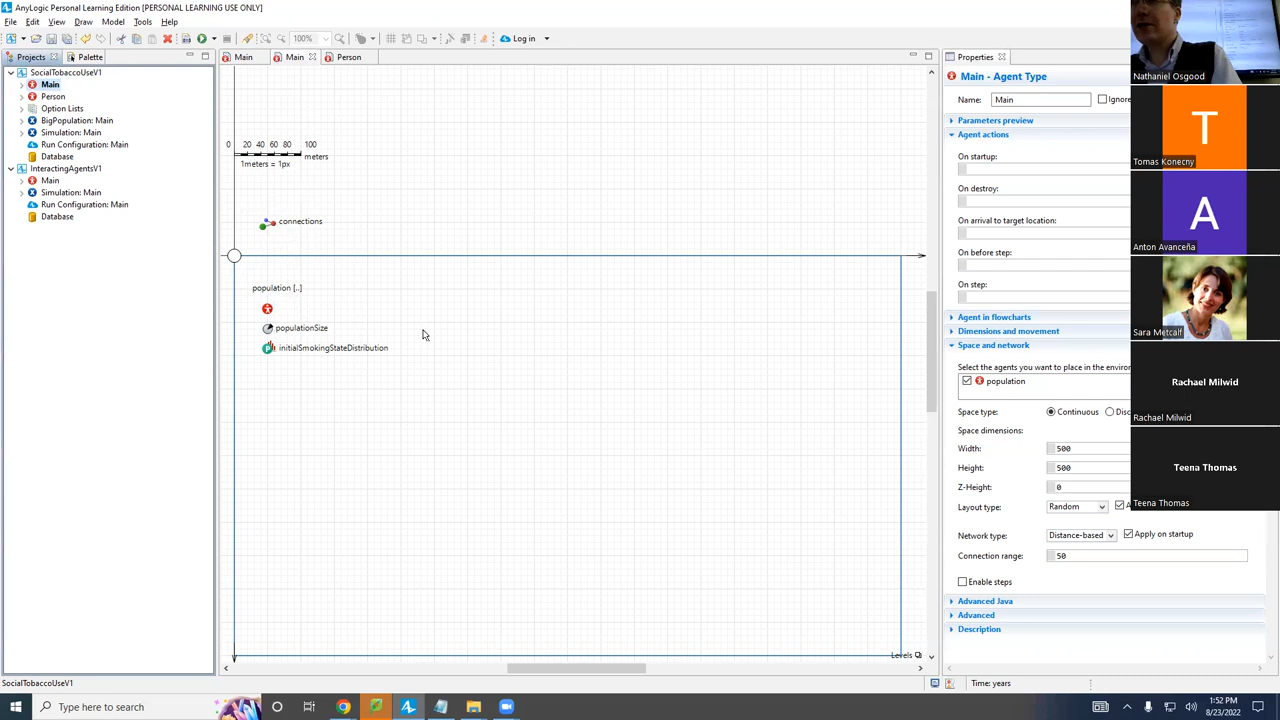 AnyLogic Personal Learning Edition [PERSONAL LEARNING USE ONLY]
File Edit View Draw Model Tools Help
100%
Log in
Projects
Palette
Main
Main
Person
Properties
SocialTobaccoUseV1
Main
Person
Option Lists
BigPopulation: Main
Simulation: Main
Run Configuration: Main
Database
InteractingAgentsV1
Main
Simulation: Main
Run Configuration: Main
Database
0 20 40 60 80 100
meters
1meters = 1px
connections
population [..]
populationSize
initialSmokingStateDistribution
Levels
Main - Agent Type
Name: Main Ignore
Parameters preview
Agent actions
On startup:
On destroy:
On arrival to target location:
On before step:
On step:
Agent in flowcharts
Dimensions and movement
Space and network
Select the agents you want to place in the environ
population
Space type: Continuous Disc
Space dimensions:
Width: 500
Height: 500
Z-Height: 0
Layout type: Random
Network type: Distance-based Apply on startup
Connection range: 50
Enable steps
Advanced Java
Advanced
Description
Nathaniel Osgood
T
Tomas Konecny
A
Anton Avanceña
Sara Metcalf
Rachael Milwid
Rachael Milwid
Teena Thomas
Teena Thomas
SocialTobaccoUseV1
Time: years
Type here to search
1:52 PM
8/23/2022